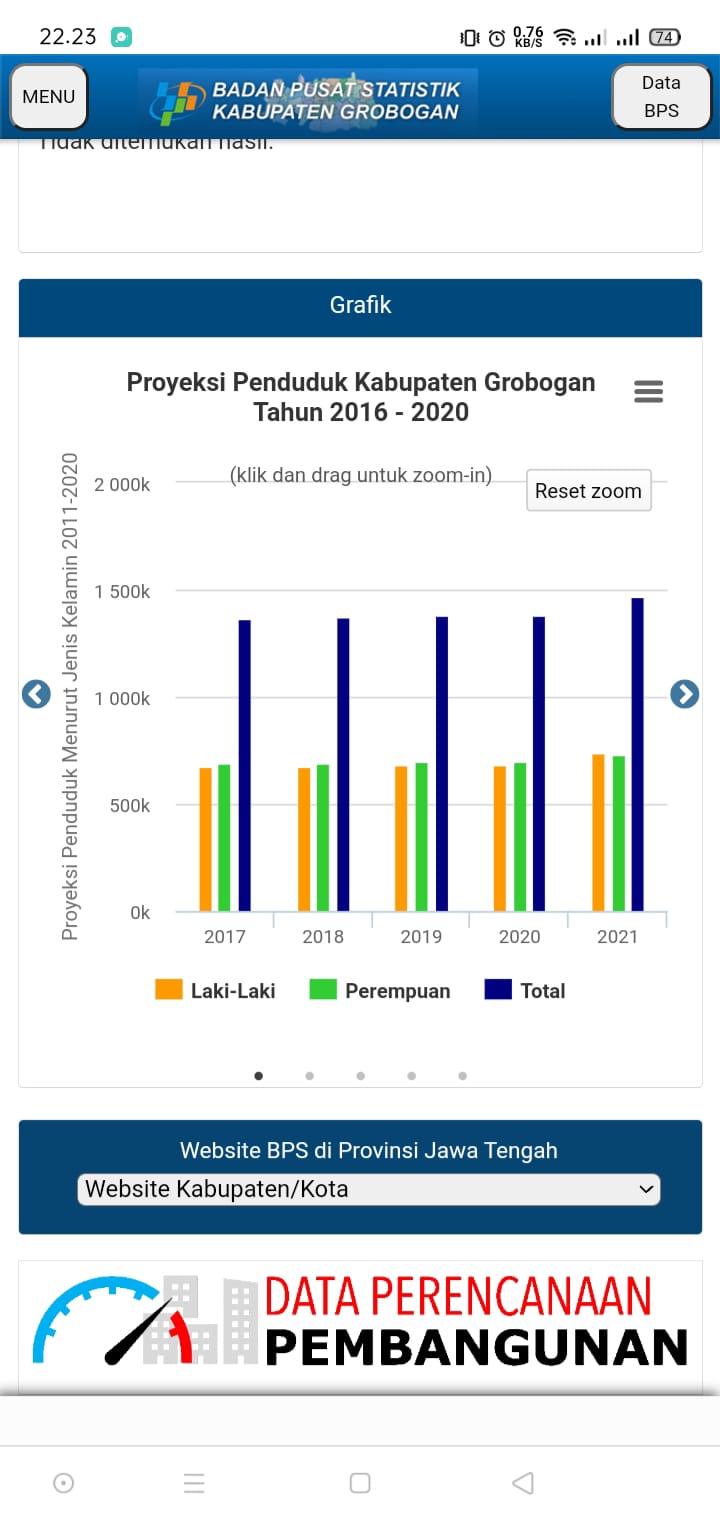 22.23
0.76
KB/S
74
MENU
BADAN PUSAT STATISTIK
KABUPATEN GROBOGAN
Data
BPS
Tidak ditemukan hasil.
Grafik
Proyeksi Penduduk Kabupaten Grobogan
Tahun 2016 - 2020
(klik dan drag untuk zoom-in)
Reset zoom
Proyeksi Penduduk Menurut Jenis Kelamin 2011-2020
2 000k
1 500k
1 000k
500k
0k
2017 2018 2019 2020 2021
Laki-Laki Perempuan Total
Website BPS di Provinsi Jawa Tengah
Website Kabupaten/Kota
DATA PERENCANAAN
PEMBANGUNAN